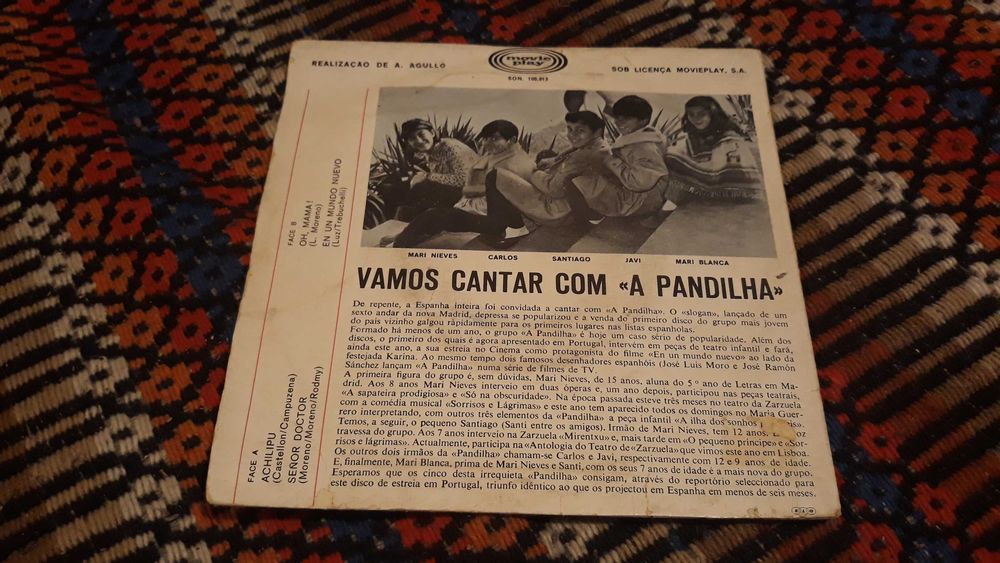 REALIZAÇÃO DE A. AGULLO
movie
play
SON. 100.013
SOB LICENÇA MOVIEPLAY, S.A.
FACE A
ACHILIPU
(Castellon/Campuzena)
SEÑOR DOCTOR
(Moreno/Moreno/Rodmy)
FACE B
OH, MAMA!
(L. Moreno)
EN UN MUNDO NUEVO
(Luz/Trebuchelli)
MARI NIEVES CARLOS SANTIAGO JAVI MARI BLANCA
VAMOS CANTAR COM «A PANDILHA»
De repente, a Espanha inteira foi convidada a cantar com «A Pandilha». O «slogan», lançado de um
sexto andar da nova Madrid, depressa se popularizou e a venda do primeiro disco do grupo mais jovem
do país vizinho galgou rápidamente para os primeiros lugares nas listas espanholas.
Formado há menos de um ano, o grupo «A Pandilha» é hoje um caso sério de popularidade. Além dos
discos, o primeiro dos quais é agora apresentado em Portugal, intervém em peças de teatro infantil e fará,
ainda este ano, a sua estreia no Cinema como protagonista do filme «En un mundo nuevo» ao lado da
festejada Karina. Ao mesmo tempo dois famosos desenhadores espanhóis (José Luis Moro e José Ramón
Sánchez lançam «A Pandilha» numa série de filmes de TV.
A primeira figura do grupo é, sem dúvidas, Mari Nieves, de 15 anos, aluna do 5.º ano de Letras em Ma-
drid. Aos 8 anos Mari Nieves interveio em duas óperas e, um ano depois, participou nas peças teatrais,
«A sapateira prodigiosa» e «Só na obscuridade». Na época passada esteve três meses no teatro da Zarzuela
com a comédia musical «Sorrisos e Lágrimas» e este ano tem aparecido todos os domingos no Maria Guer-
rero interpretando, com outros três elementos da «Pandilha» a peça infantil «A ilha dos sonhos
Temos, a seguir, o pequeno Santiago (Santi entre os amigos). Irmão de Mari Nieves, tem 12 anos.
travessa do grupo. Aos 7 anos interveio na Zarzuela «Mirentxu», e mais tarde em «O pequeno príncipe» e «Sor-
risos e lágrimas». Actualmente, participa na «Antologia do Teatro de «Zarzuela» que vimos este ano em Lisboa.
Os outros dois irmãos da «Pandilha» chamam-se Carlos e Javi, respectivamente com 12 e 9 anos de idade.
E, finalmente, Mari Blanca, prima de Mari Nieves e Santi, com os seus 7 anos de idade é a mais nova do grupo.
Esperamos que os cinco desta irrequieta «Pandilha» consigam, através do reportório seleccionado para
este disco de estreia em Portugal, triunfo idêntico ao que os projectou em Espanha em menos de seis meses.